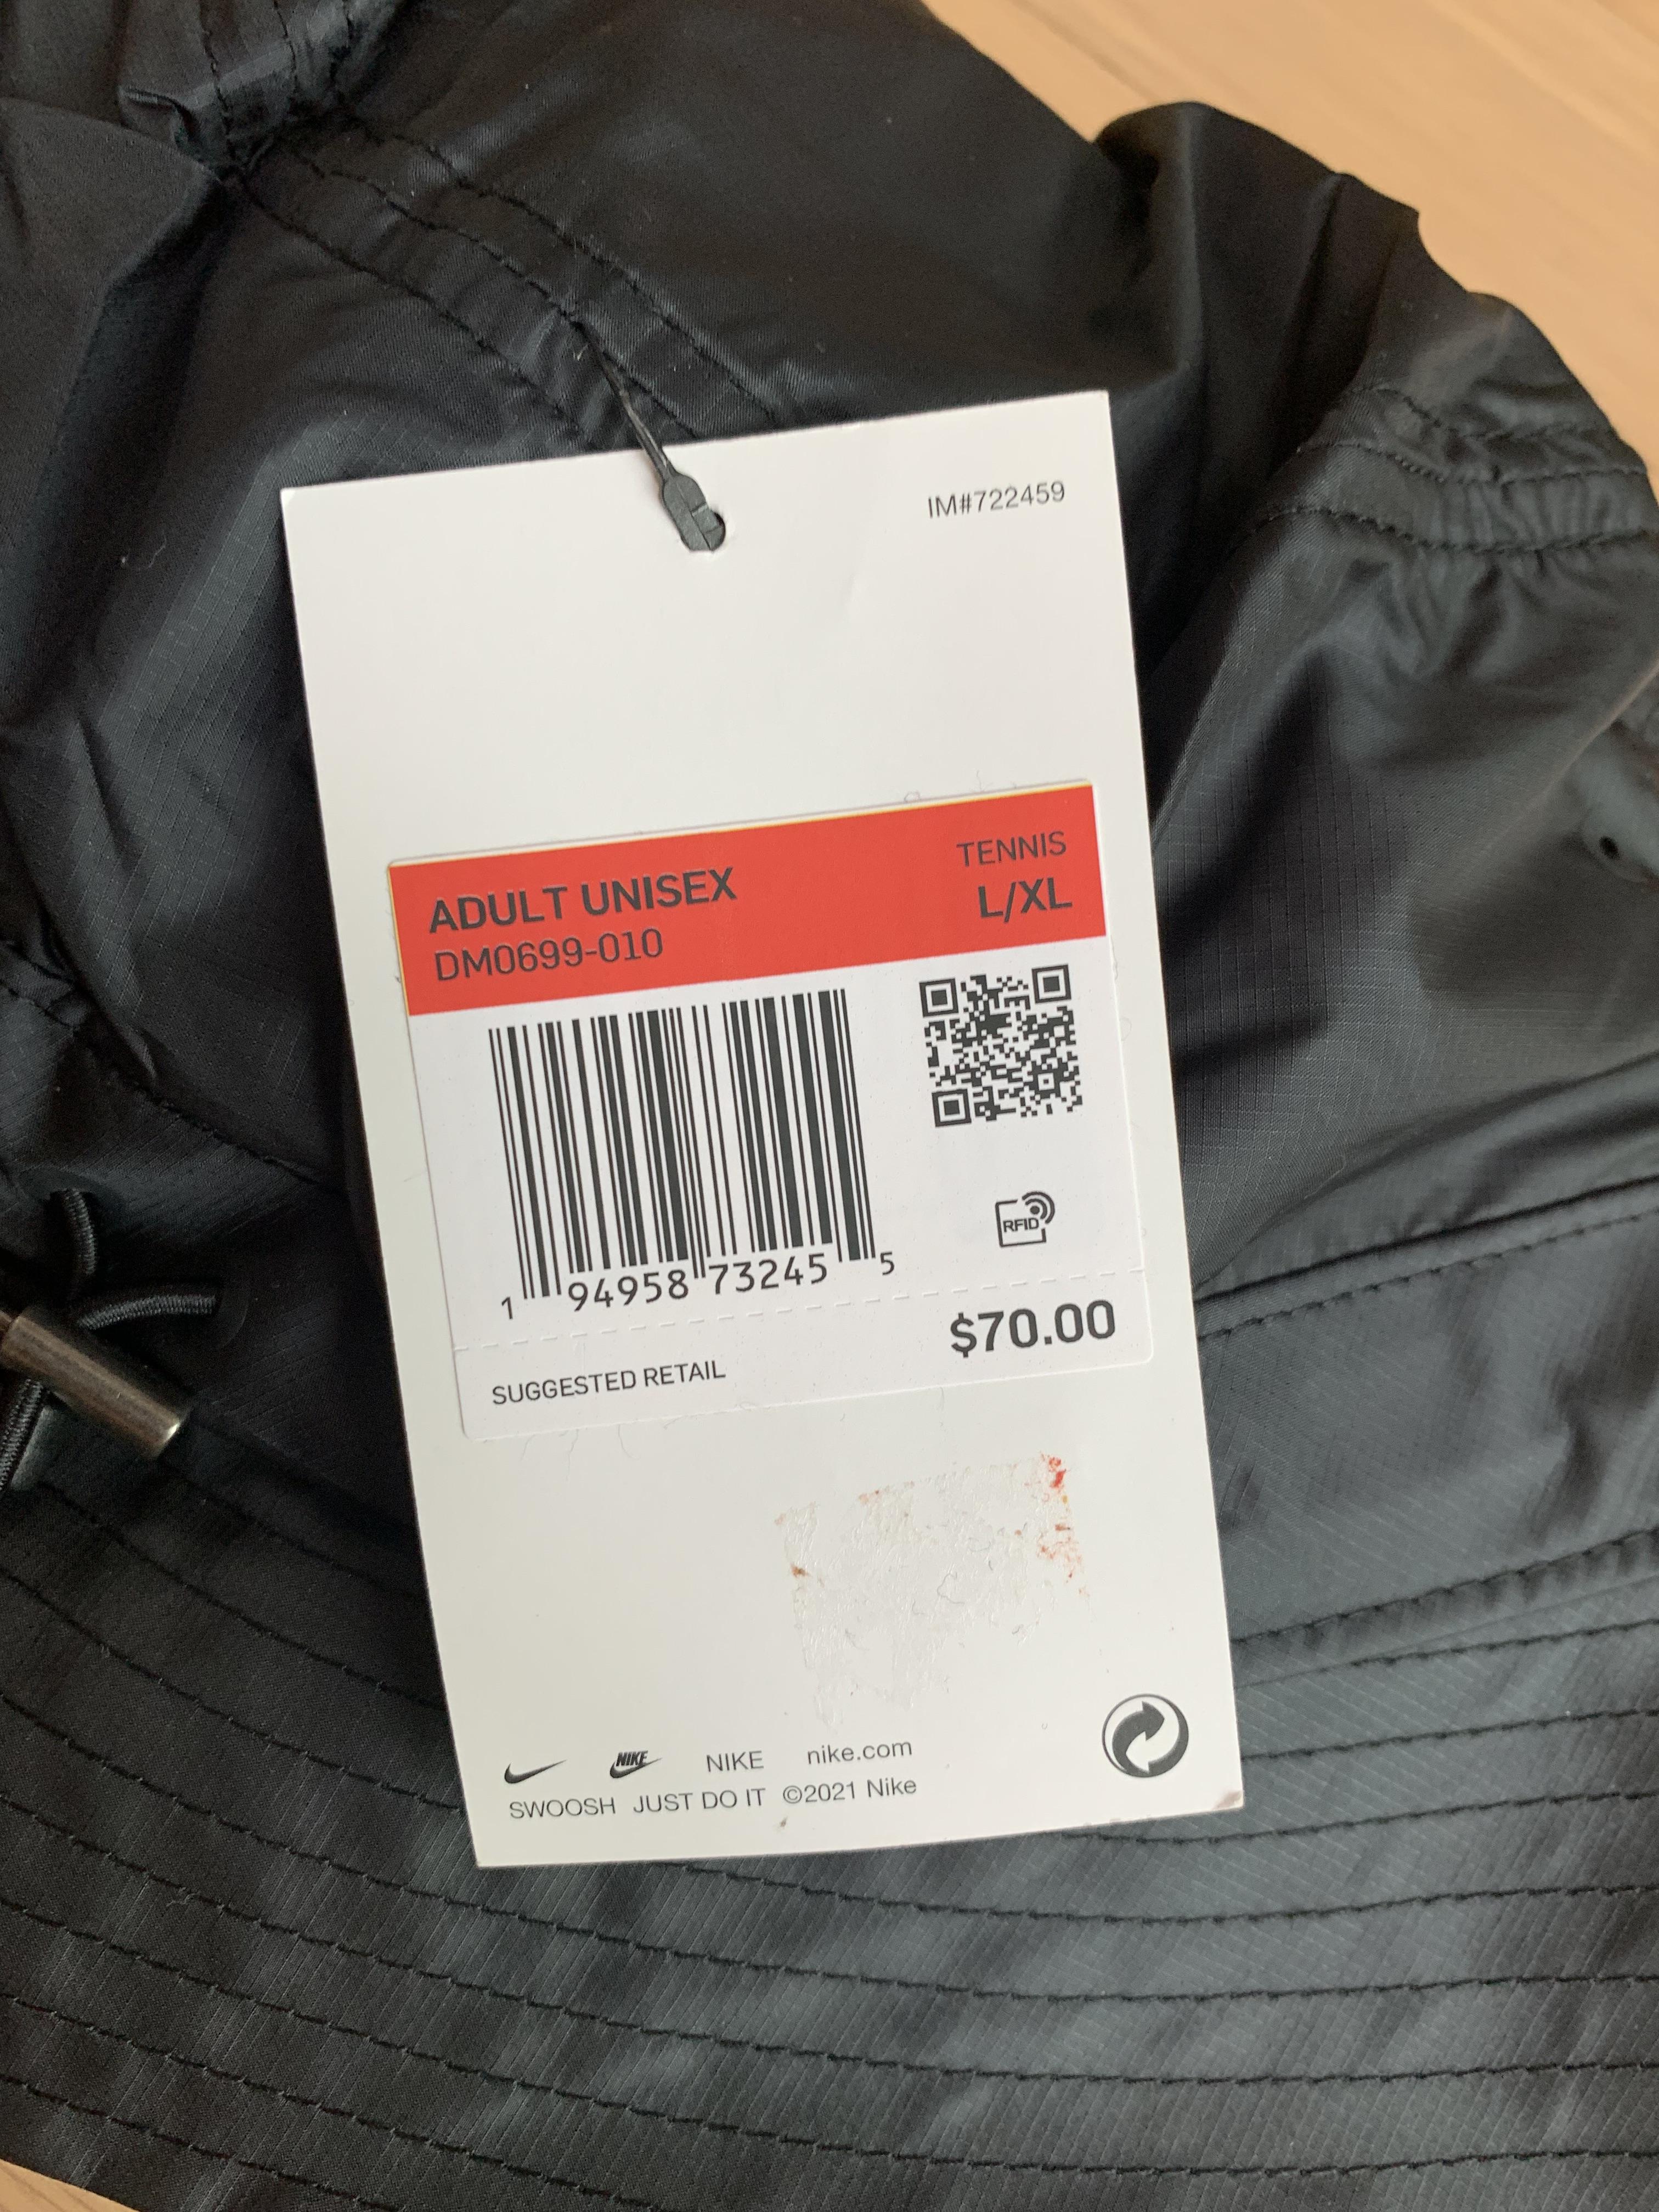 IM#722459
ADULT UNISEX
TENNIS
DM0699-010
L/XL
RFID
1 94958 73245 5
$70.00
SUGGESTED RETAIL
NIKE NIKE nike.com
SWOOSH JUST DO IT ©2021 Nike